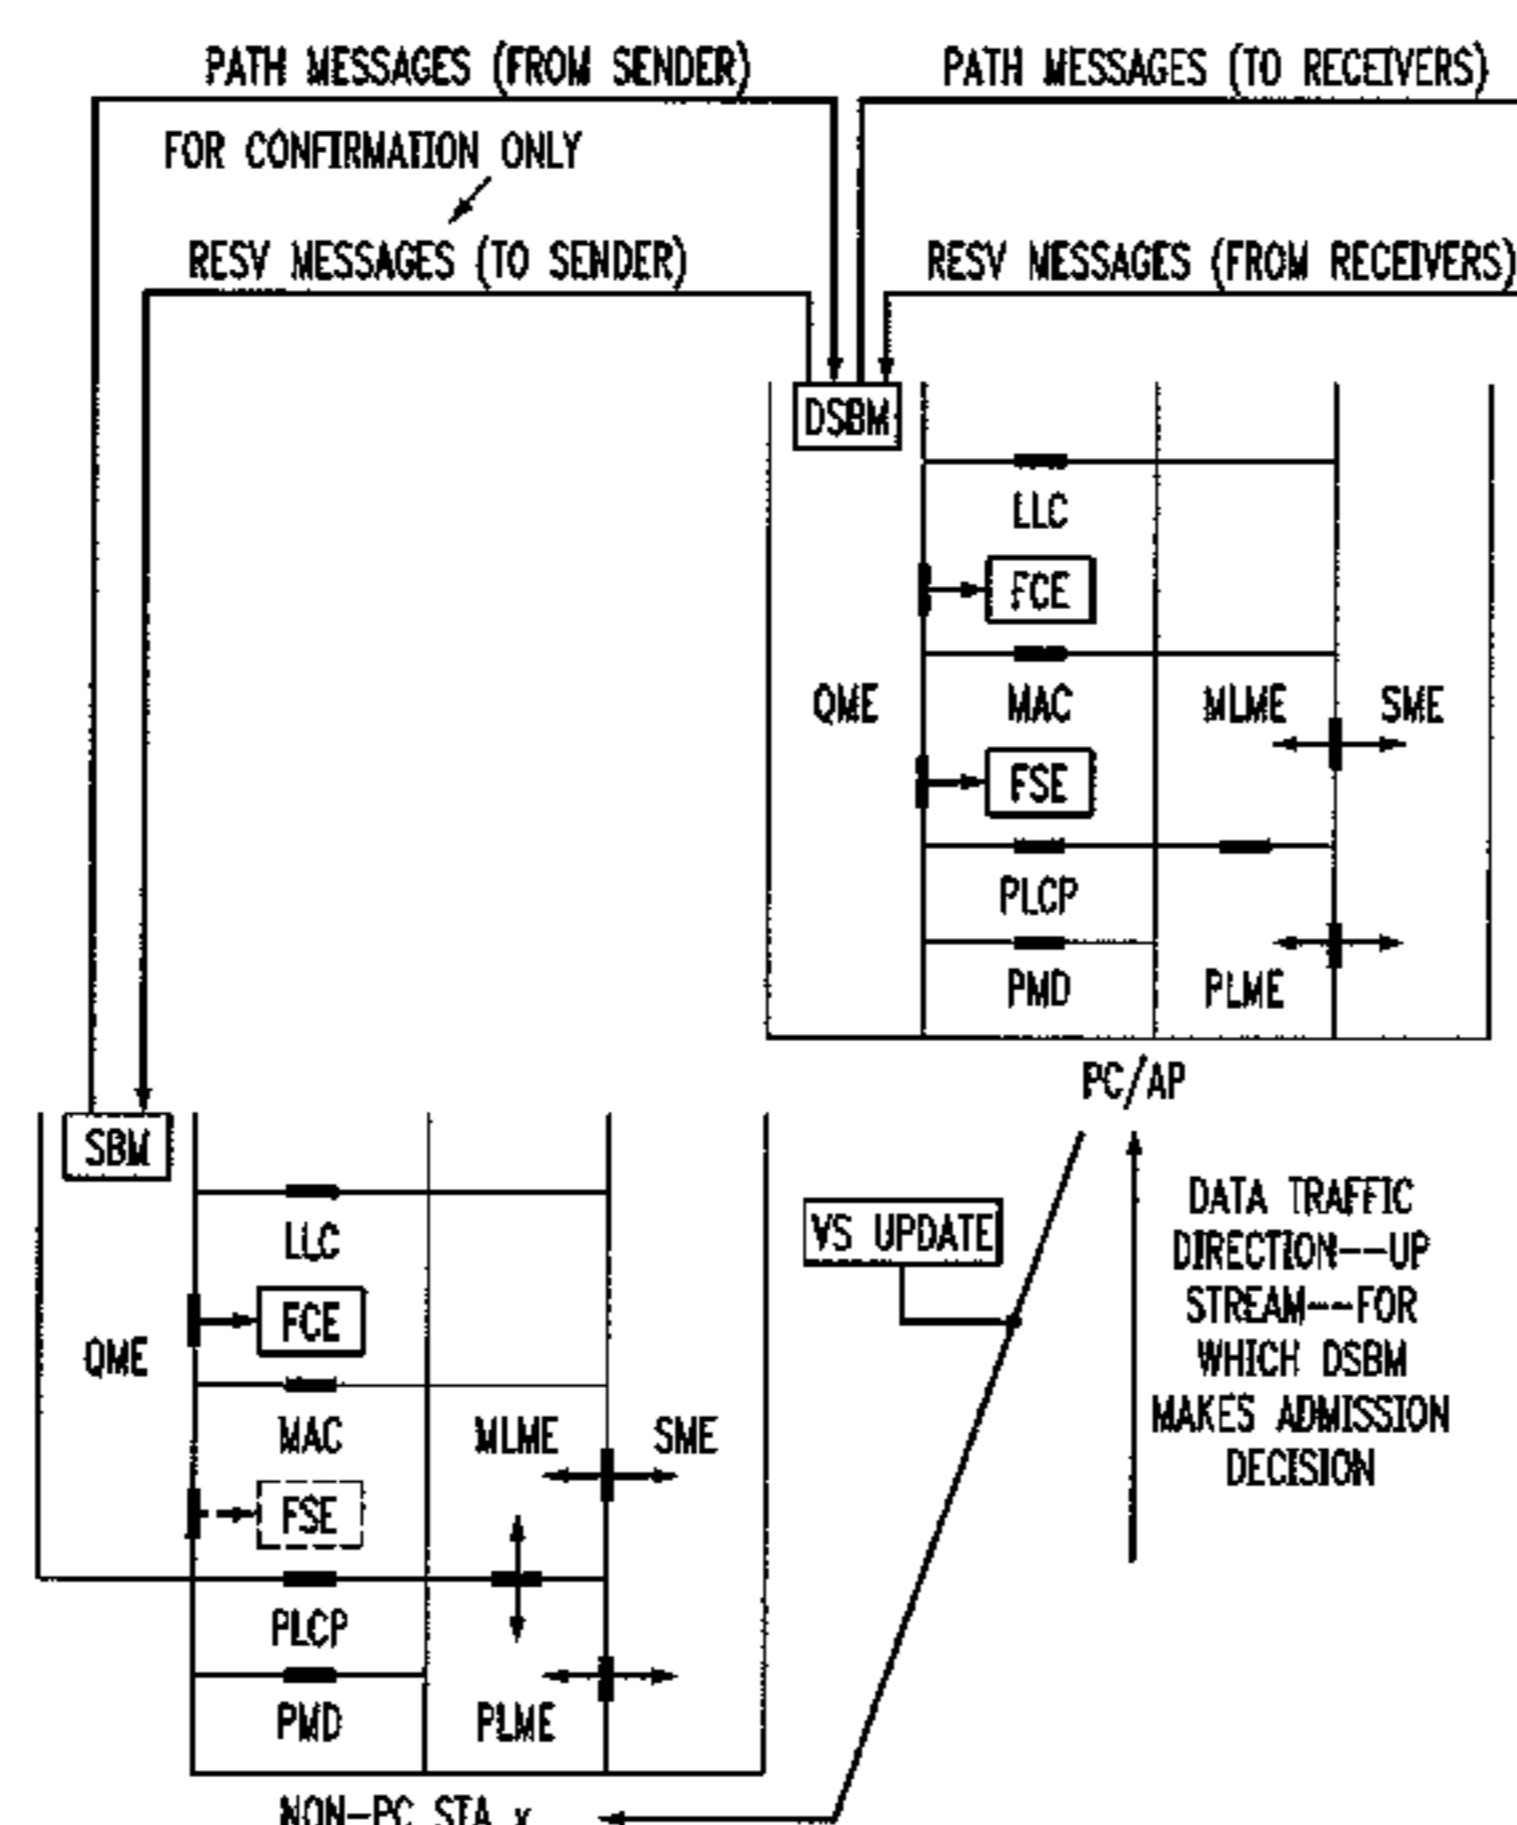 PATH MESSAGES (FROM SENDER)
PATH MESSAGES (TO RECEIVERS)
FOR CONFIRMATION ONLY
RESV MESSAGES (TO SENDER)
RESV MESSAGES (FROM RECEIVERS)
DSBM
LLC
FCE
QME
MAC
MLME
SME
FSE
PLCP
PMD
PLME
PC/AP
SBM
LLC
FCE
QME
MAC
MLME
SME
FSE
PLCP
PMD
PLME
NON-PC STA x
VS UPDATE
DATA TRAFFIC
DIRECTION---UP
STREAM---FOR
WHICH DSBM
MAKES ADMISSION
DECISION